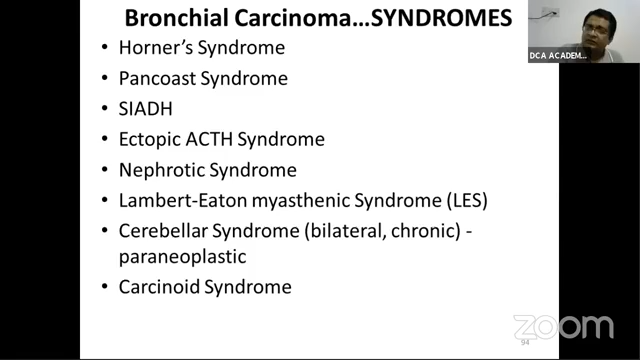 Bronchial Carcinoma…SYNDROMES
DCA ACADEM...
• Horner's Syndrome
• Pancoast Syndrome
• SIADH
• Ectopic ACTH Syndrome
• Nephrotic Syndrome
• Lambert-Eaton myasthenic Syndrome (LES)
• Cerebellar Syndrome (bilateral, chronic) -
paraneoplastic
• Carcinoid Syndrome
zoom
94